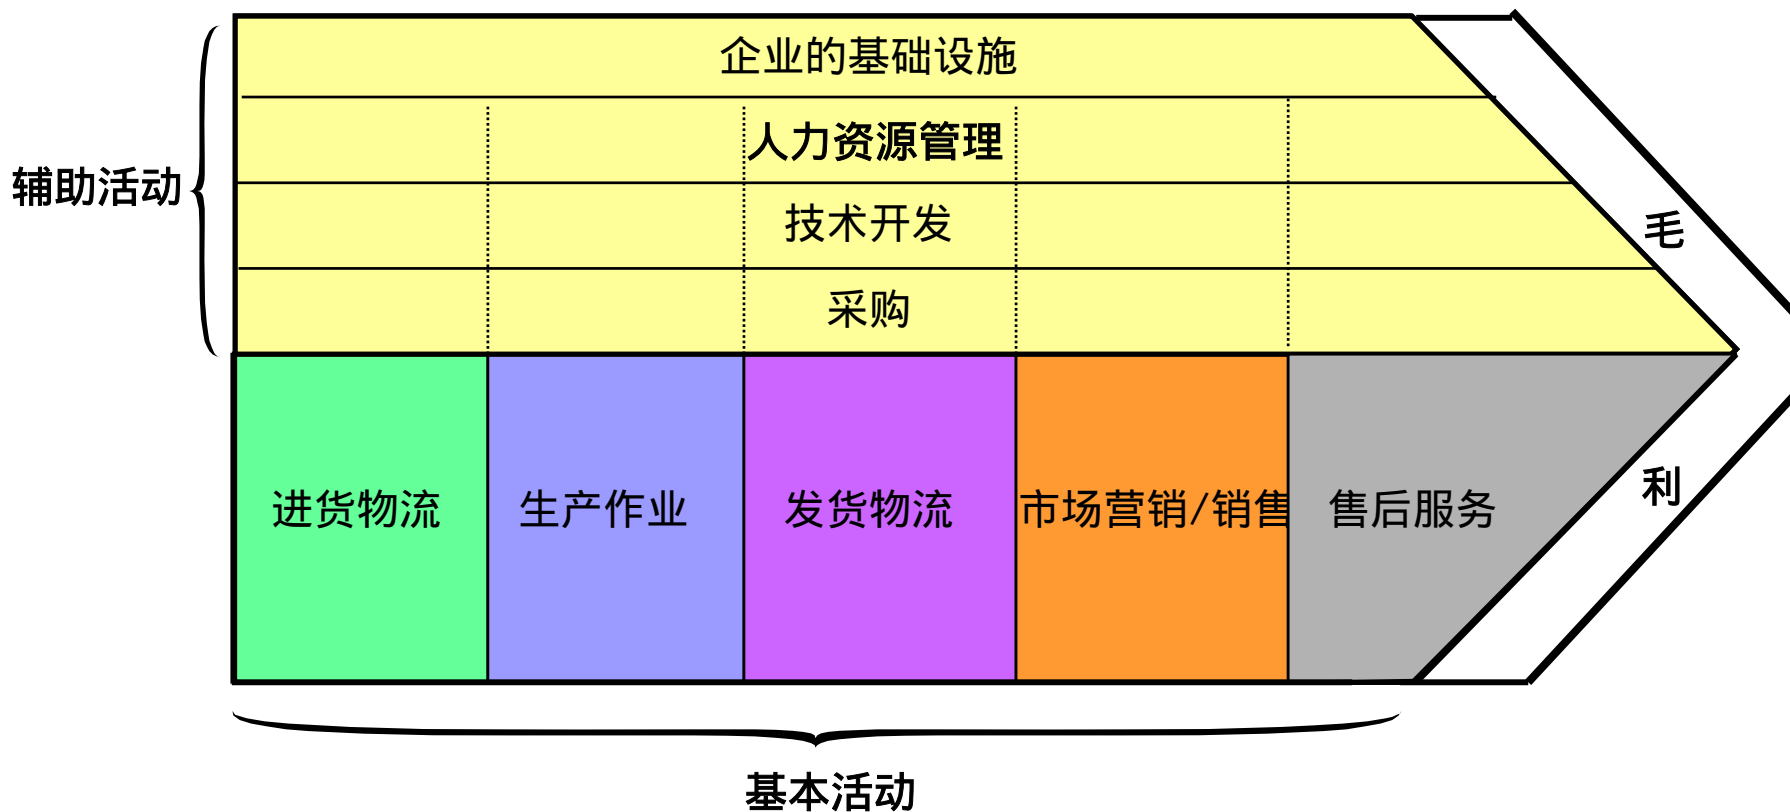 企业的基础设施
人力资源管理
辅助活动
技术开发
毛
采购
利
进货物流
生产作业
发货物流
市场营销/销售
售后服务
基本活动